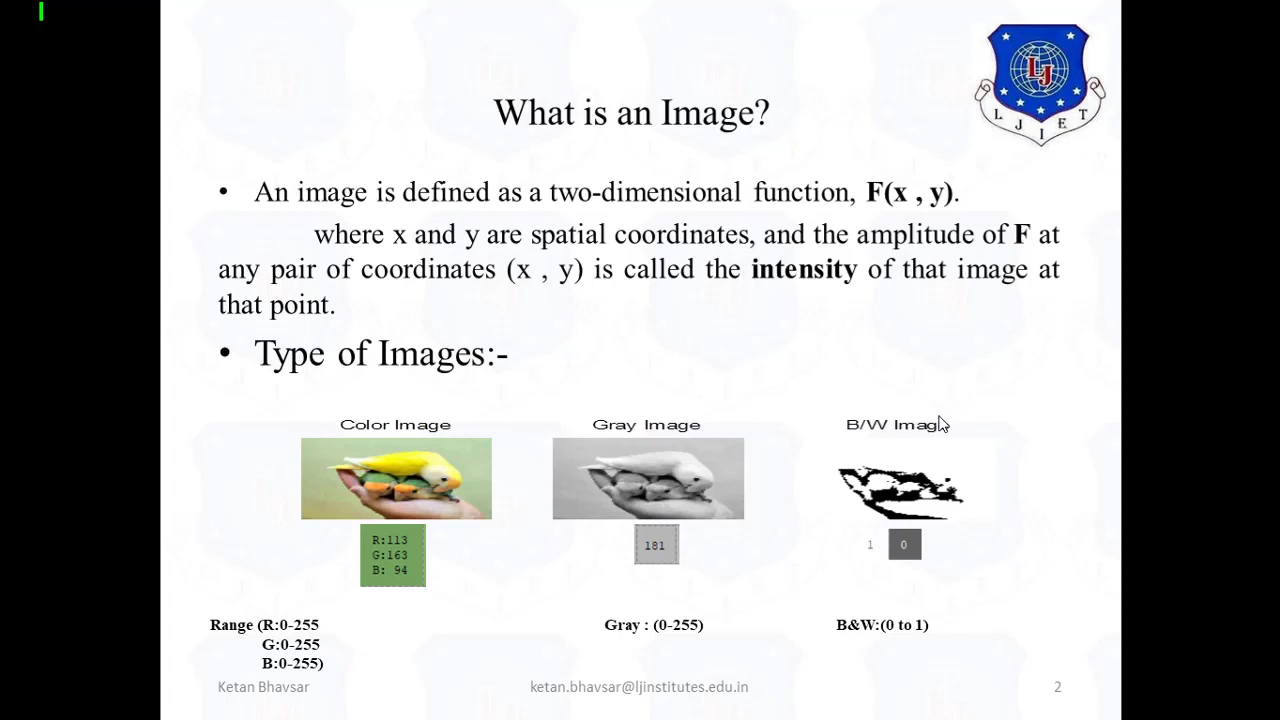 LJ
L J I E T
What is an Image?
• An image is defined as a two-dimensional function, F(x , y).
where x and y are spatial coordinates, and the amplitude of F at
any pair of coordinates (x , y) is called the intensity of that image at
that point.
• Type of Images:-
Color Image Gray Image B/W Image
R:113
G:163
B: 94
181
1 0
Range (R:0-255 Gray : (0-255) B&W:(0 to 1)
G:0-255
B:0-255)
Ketan Bhavsar ketan.bhavsar@ljinstitutes.edu.in 2